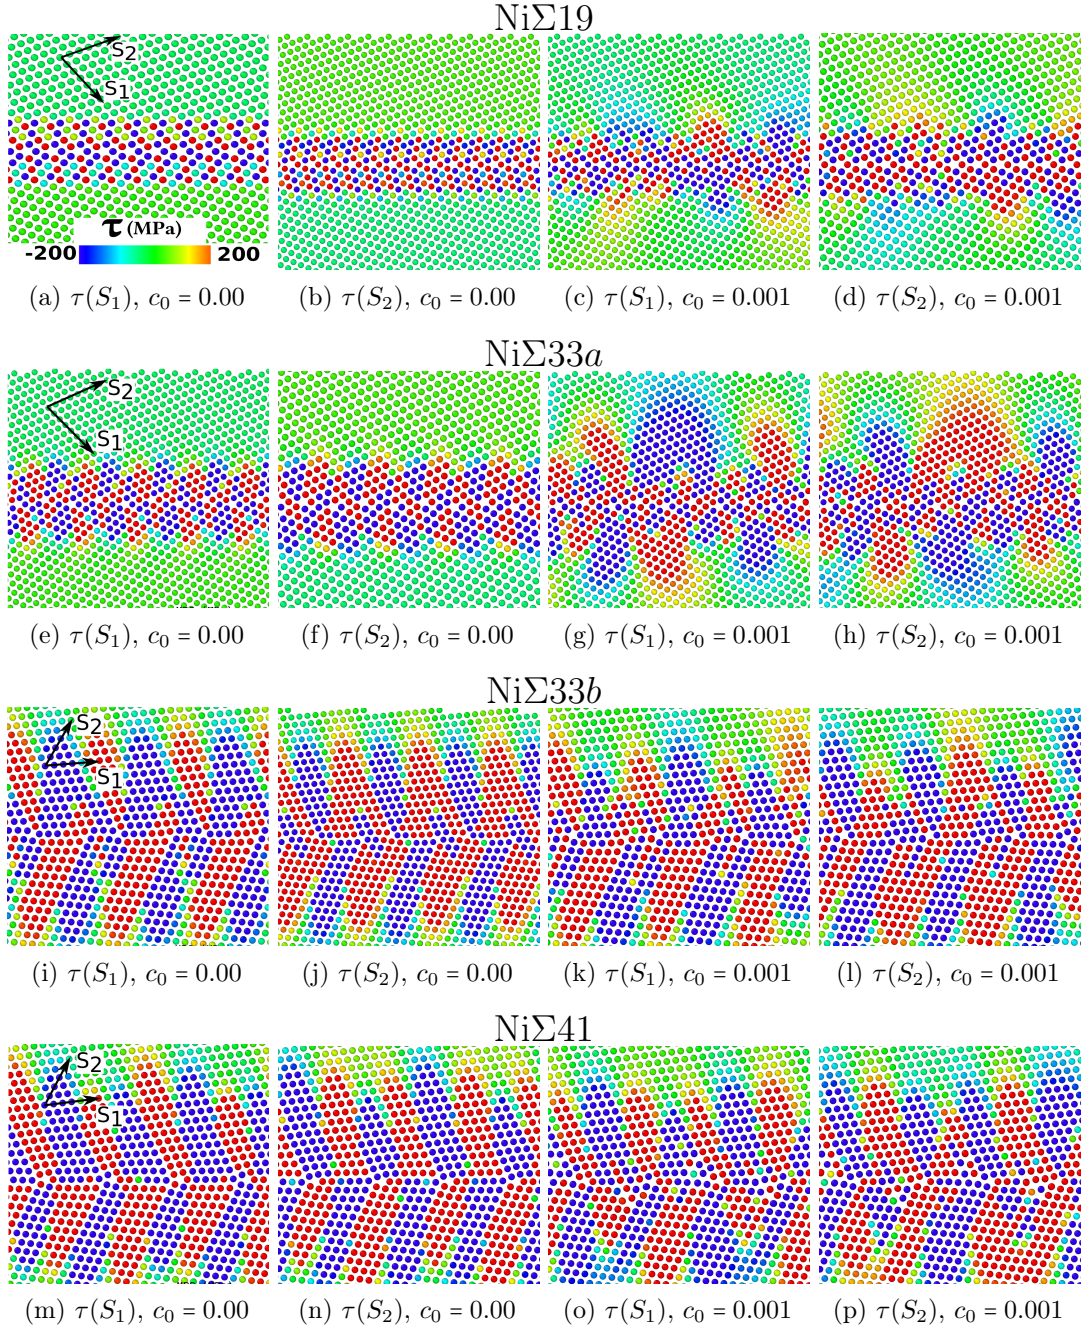 NiΣ19
S₂
S₁
τ (MPa)
-200 200
(a) τ(S₁), c₀ = 0.00 (b) τ(S₂), c₀ = 0.00 (c) τ(S₁), c₀ = 0.001 (d) τ(S₂), c₀ = 0.001
NiΣ33a
S₂
S₁
(e) τ(S₁), c₀ = 0.00 (f) τ(S₂), c₀ = 0.00 (g) τ(S₁), c₀ = 0.001 (h) τ(S₂), c₀ = 0.001
NiΣ33b
S₂
S₁
(i) τ(S₁), c₀ = 0.00 (j) τ(S₂), c₀ = 0.00 (k) τ(S₁), c₀ = 0.001 (l) τ(S₂), c₀ = 0.001
NiΣ41
S₂
S₁
(m) τ(S₁), c₀ = 0.00 (n) τ(S₂), c₀ = 0.00 (o) τ(S₁), c₀ = 0.001 (p) τ(S₂), c₀ = 0.001